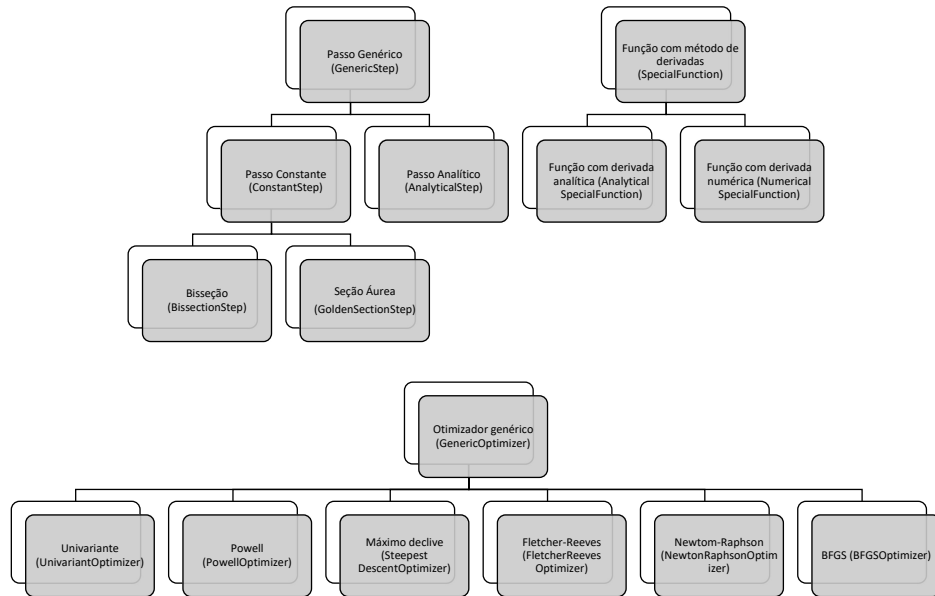 Passo Genérico
(GenericStep)
Função com método de
derivadas
(SpecialFunction)
Passo Constante
(ConstantStep)
Passo Analítico
(AnalyticalStep)
Função com derivada
analítica (Analytical
SpecialFunction)
Função com derivada
numérica (Numerical
SpecialFunction)
Bisseção
(BissectionStep)
Seção Áurea
(GoldenSectionStep)
Otimizador genérico
(GenericOptimizer)
Univariante
(UnivariantOptimizer)
Powell
(PowellOptimizer)
Máximo declive
(Steepest
DescentOptimizer)
Fletcher-Reeves
(FletcherReeves
Optimizer)
Newtom-Raphson
(NewtonRaphsonOptim
izer)
BFGS (BFGSOptimizer)